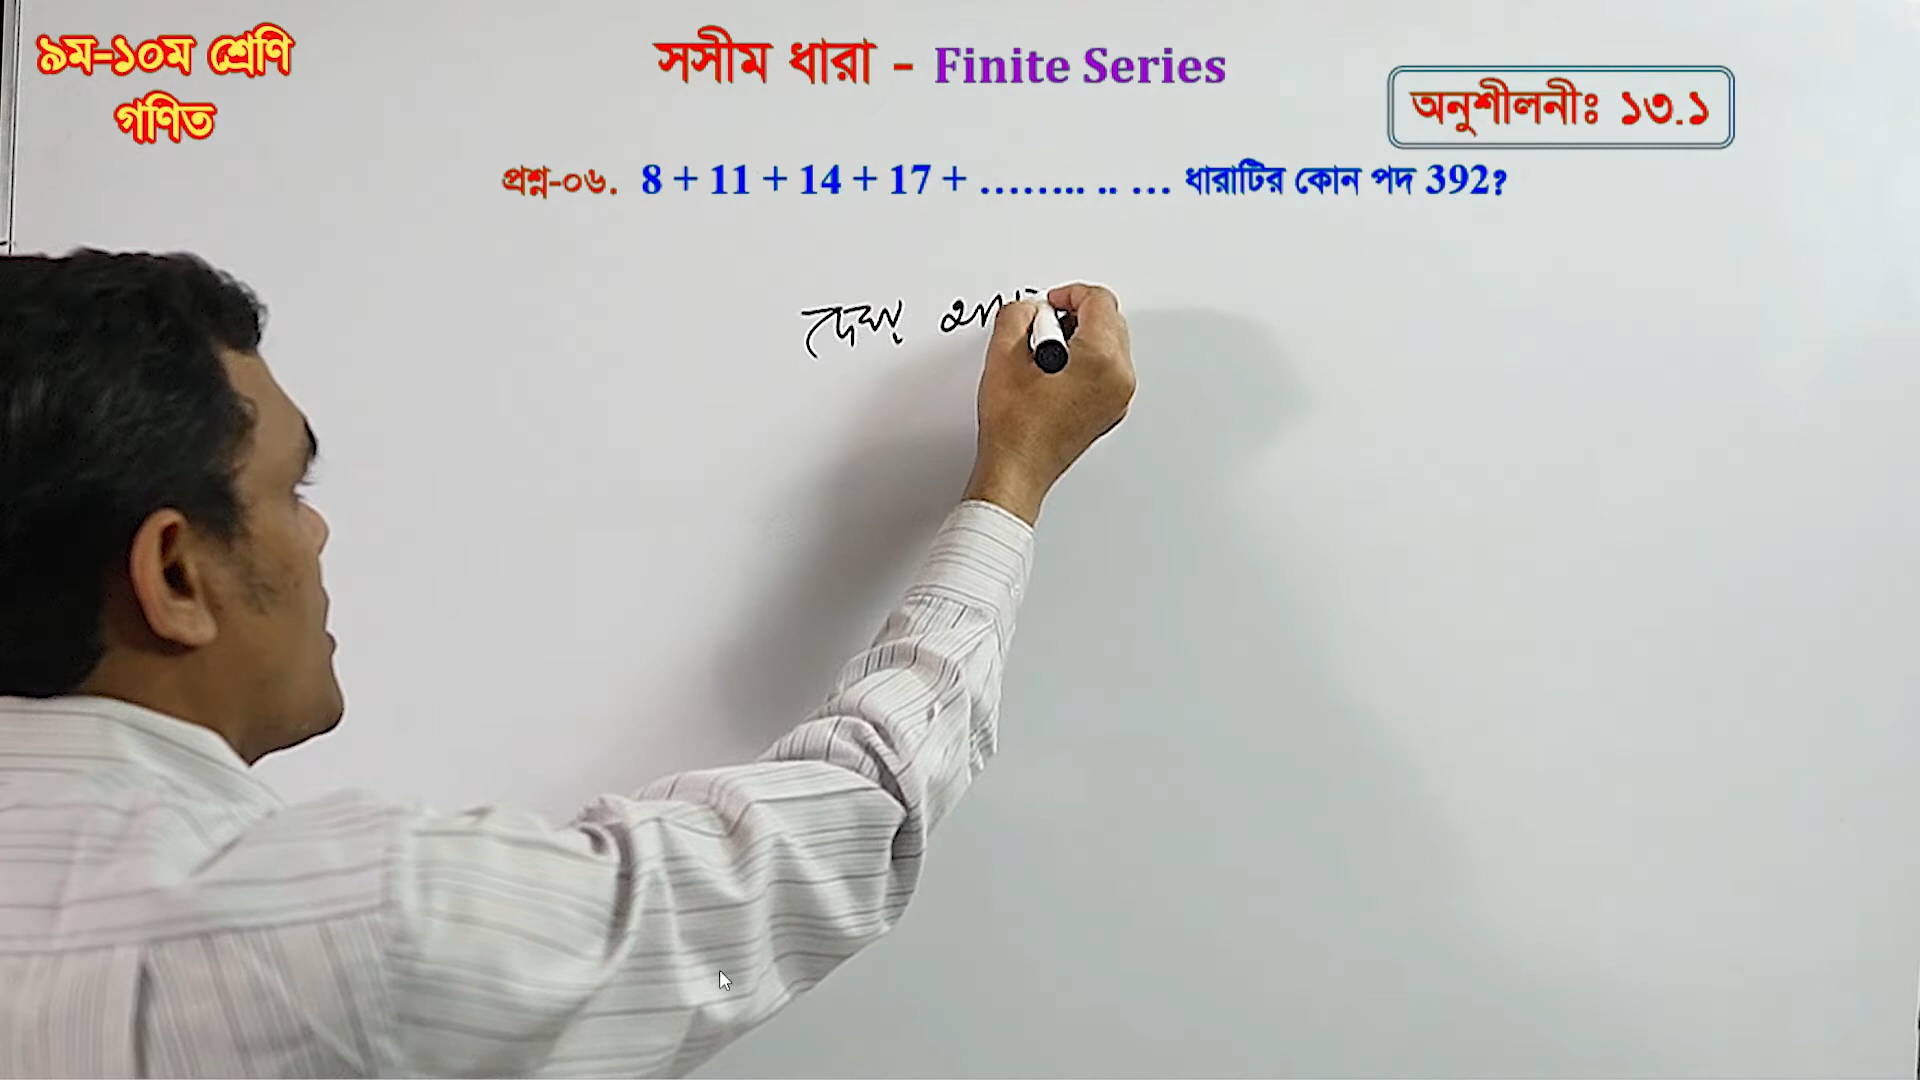 ৯ম-১০ম শ্রেণি
গণিত
সসীম ধারা - Finite Series
অনুশীলনীঃ ১৩.১
প্রশ্ন-০৬. 8 + 11 + 14 + 17 + …….. .. … ধারাটির কোন পদ 392?